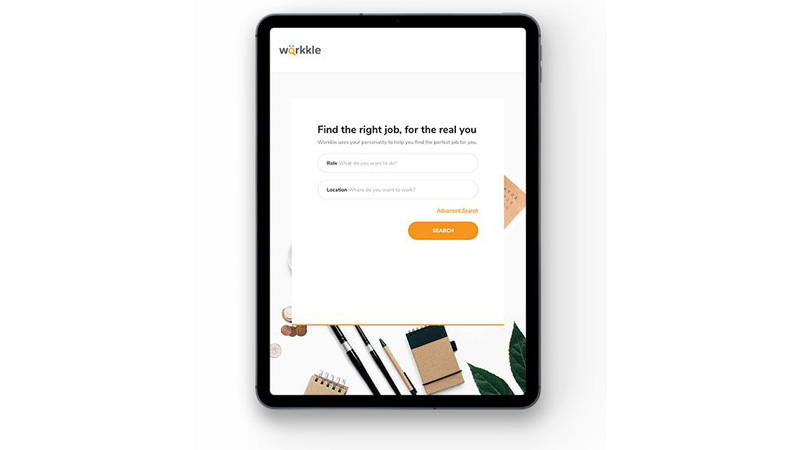 workkle
Find the right job, for the real you
Workkle uses your personality to help you find the perfect job for you.
Role What do you want to do?
Location Where do you want to work?
Advanced Search
SEARCH